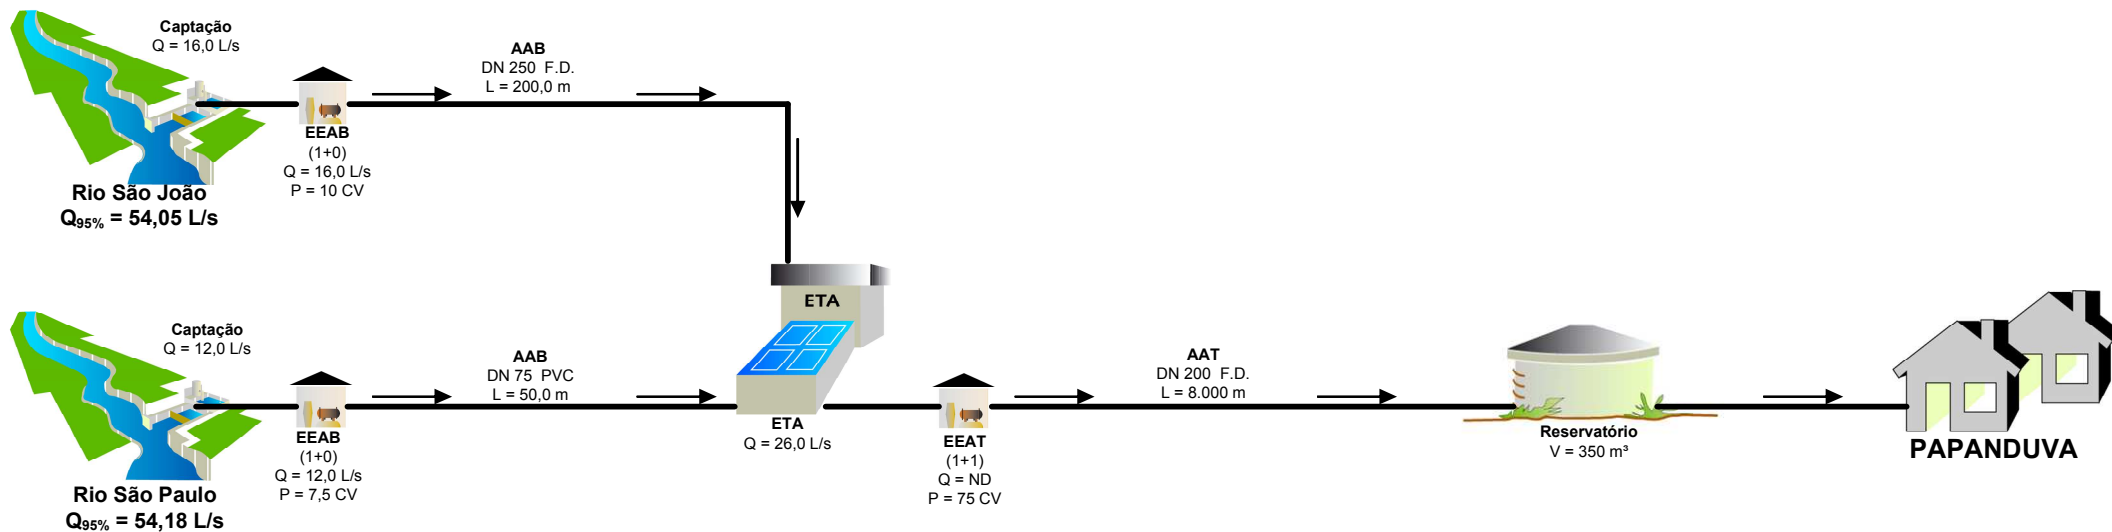 Captação
Q = 16,0 L/s
AAB
DN 250  F.D.
L = 200,0 m
EEAB
(1+0)
Q = 16,0 L/s
P = 10 CV
Rio São João
Q95% = 54,05 L/s
ETA
Captação
Q = 12,0 L/s
AAB
DN 75  PVC
L = 50,0 m
EEAB
(1+0)
Q = 12,0 L/s
P = 7,5 CV
Rio São Paulo
Q95% = 54,18 L/s
ETA
Q = 26,0 L/s
EEAT
(1+1)
Q = ND
P = 75 CV
AAT
DN 200  F.D.
L = 8.000 m
Reservatório
V = 350 m³
PAPANDUVA